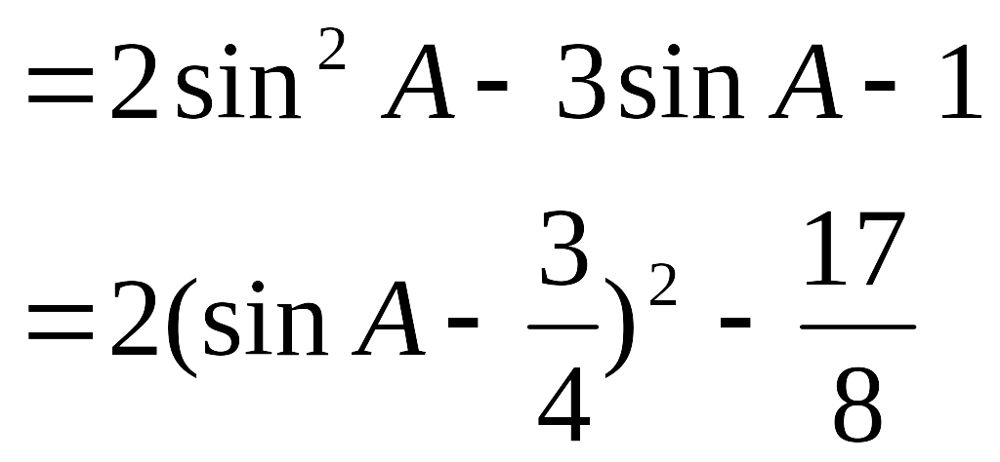 =2sin² A - 3sin A - 1
=2(sin A - 3/4)² - 17/8